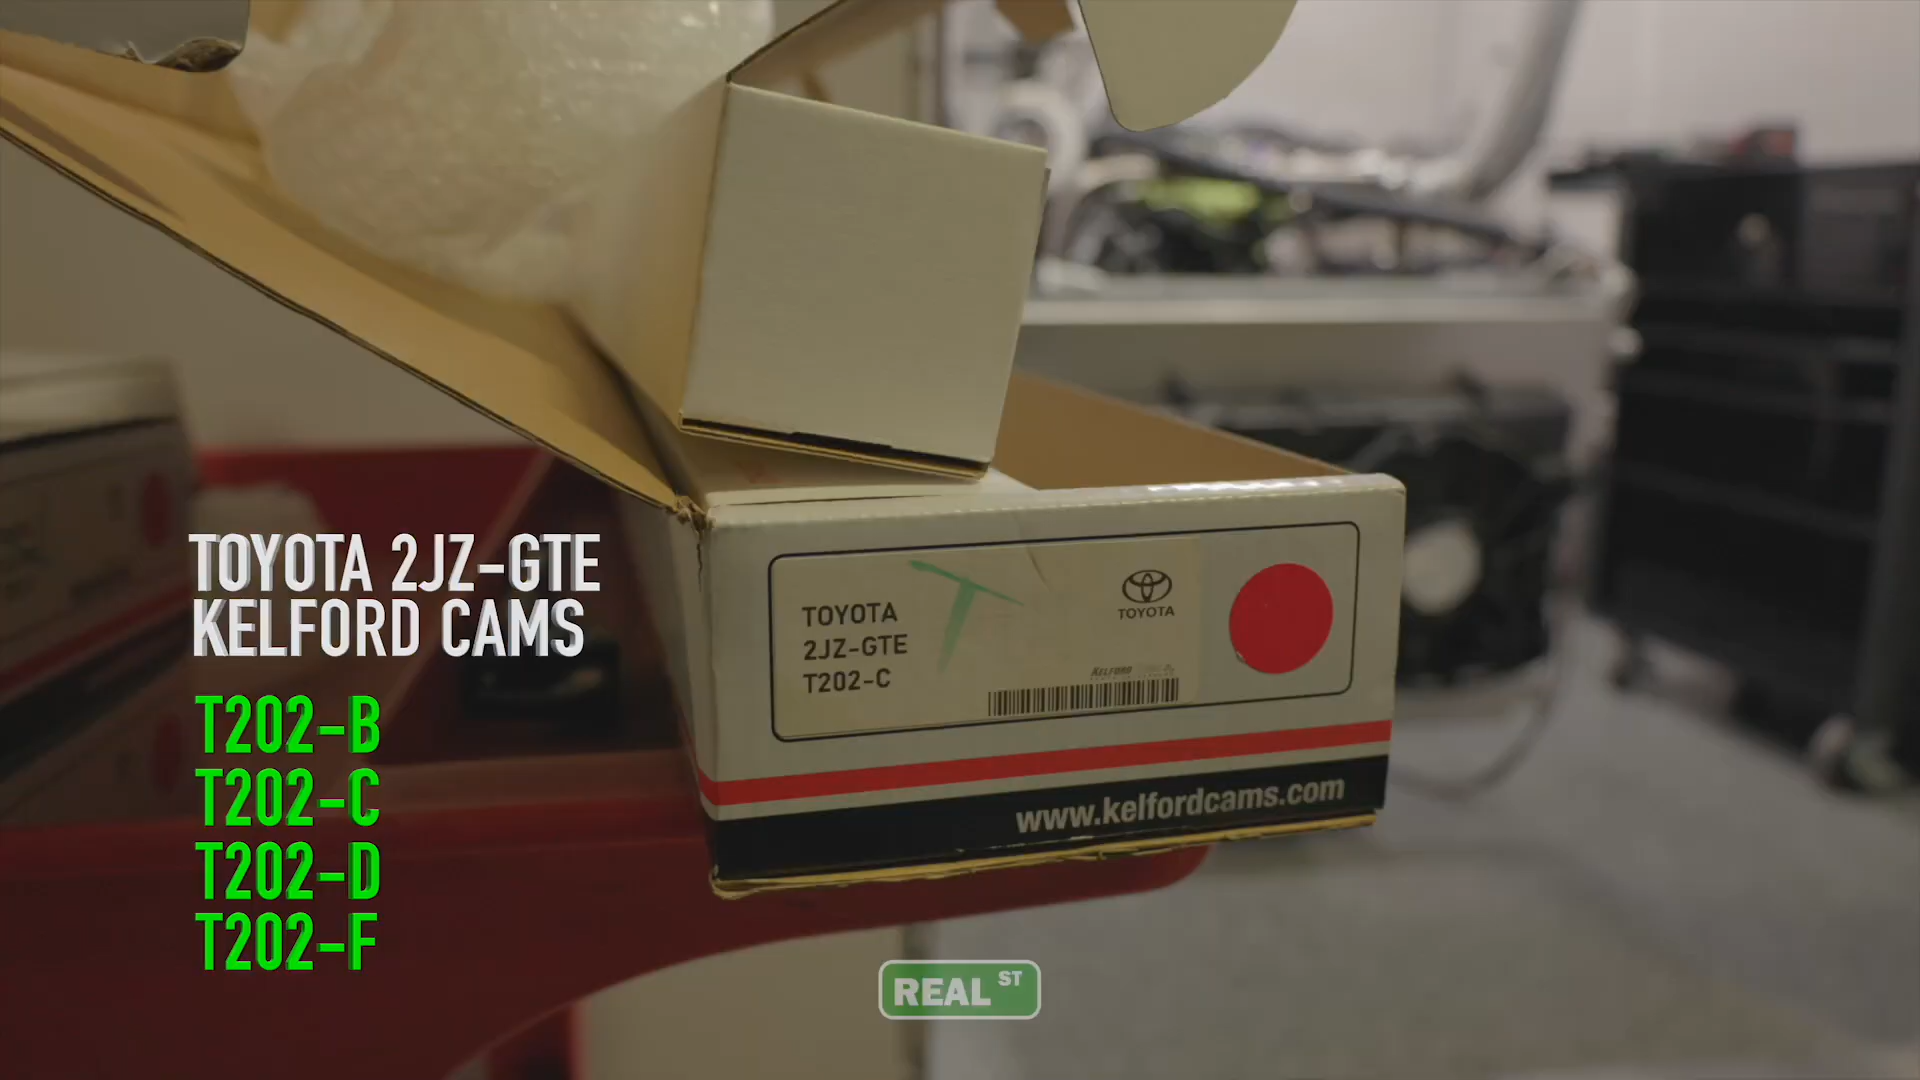 TOYOTA 2JZ-GTE
KELFORD CAMS
T202-B
T202-C
T202-D
T202-F
TOYOTA
2JZ-GTE
T202-C
TOYOTA
KELFORD
www.kelfordcams.com
REAL ST